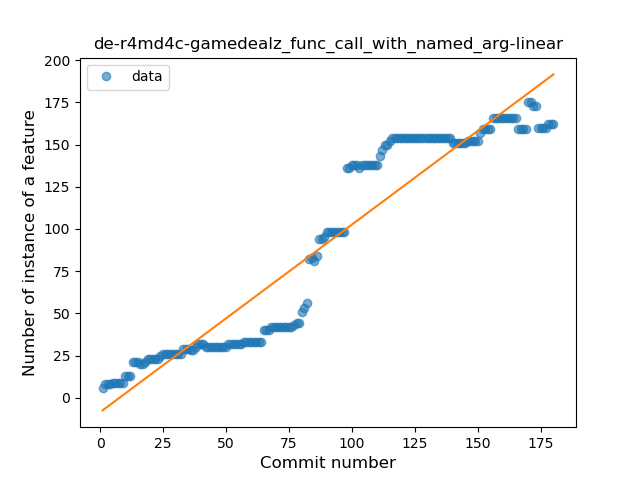 de-r4md4c-gamedealz_func_call_with_named_arg-linear
data
Number of instance of a feature
200
175
150
125
100
75
50
25
0
0 25 50 75 100 125 150 175
Commit number